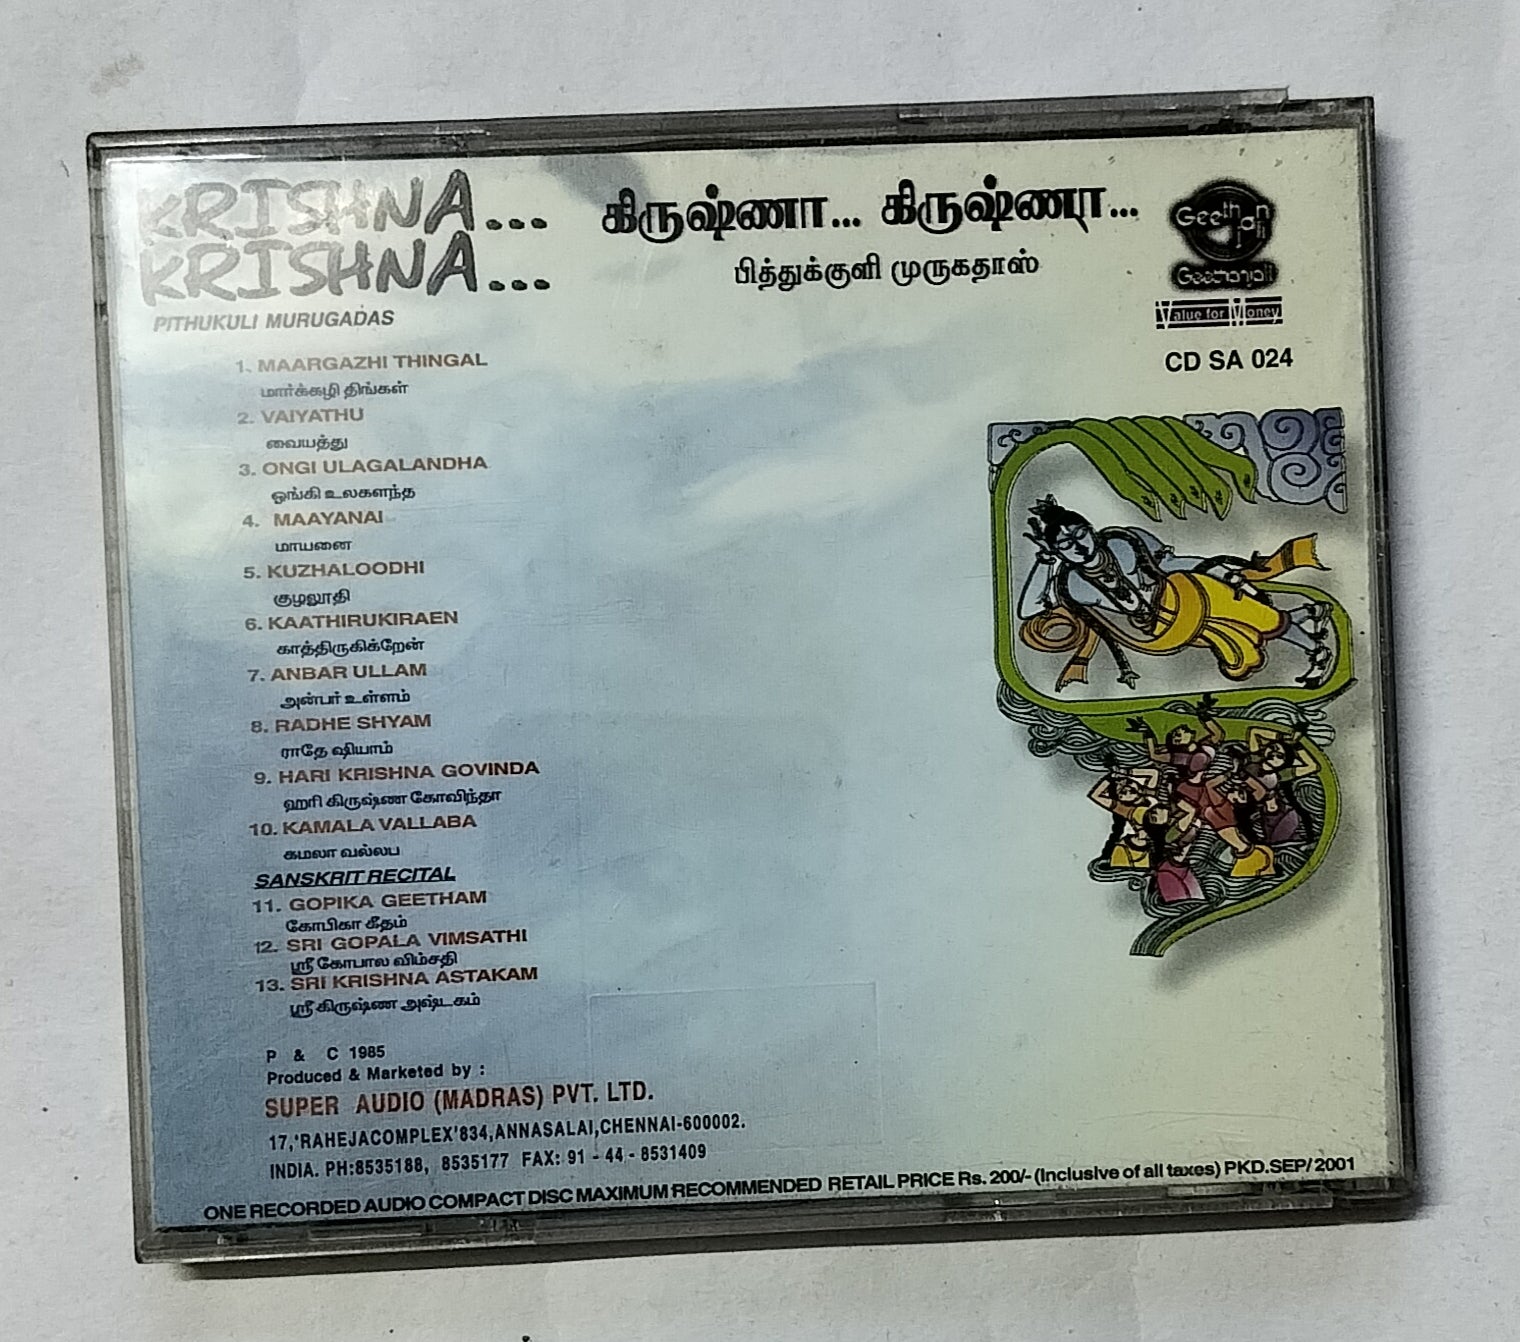 KRISHNA...
KRISHNA...
PITHUKULI MURUGADAS
கிருஷ்ணா... கிருஷ்ணா...
பித்துக்குளி முருகதாஸ்
Geethanjali
Geethanjali
Value for Money
CD SA 024
1. MAARGAZHI THINGAL
மார்க்கழி திங்கள்
2. VAIYATHU
வையத்து
3. ONGI ULAGALANDHA
ஓங்கி உலகளந்த
4. MAAYANAI
மாயனை
5. KUZHALOODHI
குழலூதி
6. KAATHIRUKIRAEN
காத்திருகிக்றேன்
7. ANBAR ULLAM
அன்பர் உள்ளம்
8. RADHE SHYAM
ராதே ஷியாம்
9. HARI KRISHNA GOVINDA
ஹரி கிருஷ்ண கோவிந்தா
10. KAMALA VALLABA
கமலா வல்லப
SANSKRIT RECITAL
11. GOPIKA GEETHAM
கோபிகா கீதம்
12. SRI GOPALA VIMSATHI
ஸ்ரீ கோபால விம்சதி
13. SRI KRISHNA ASTAKAM
ஸ்ரீ கிருஷ்ண அஷ்டகம்
P & C 1985
Produced & Marketed by :
SUPER AUDIO (MADRAS) PVT. LTD.
17,'RAHEJACOMPLEX'834,ANNASALAI,CHENNAI-600002.
INDIA. PH:8535188, 8535177 FAX: 91 - 44 - 8531409
ONE RECORDED AUDIO COMPACT DISC MAXIMUM RECOMMENDED RETAIL PRICE Rs. 200/- (Inclusive of all taxes) PKD.SEP/2001